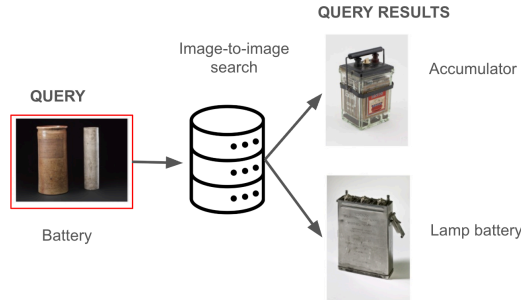 QUERY RESULTS
Image-to-image
search
Accumulator
QUERY
Battery
Lamp battery